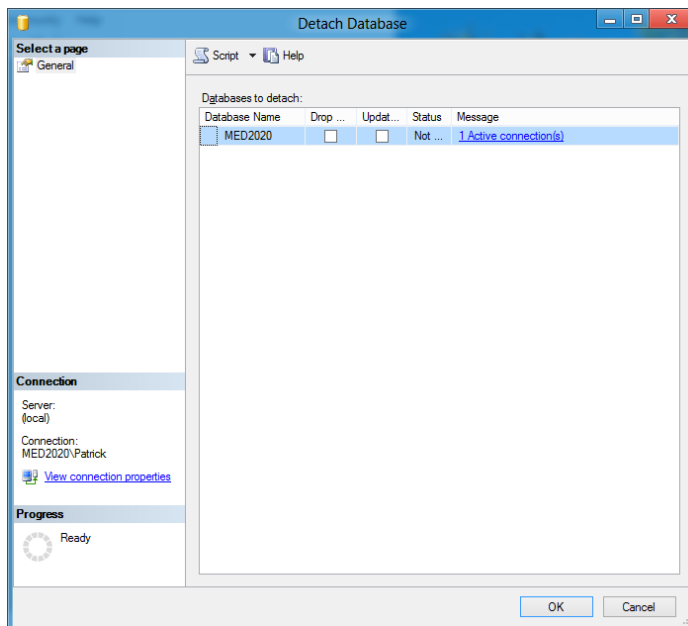 Detach Database
Select a page
General
Script
Help
Databases to detach:
Database Name Drop ... Updat... Status Message
MED2020 Not ... 1 Active connection(s)
Connection
Server:
(local)
Connection:
MED2020\Patrick
View connection properties
Progress
Ready
OK Cancel